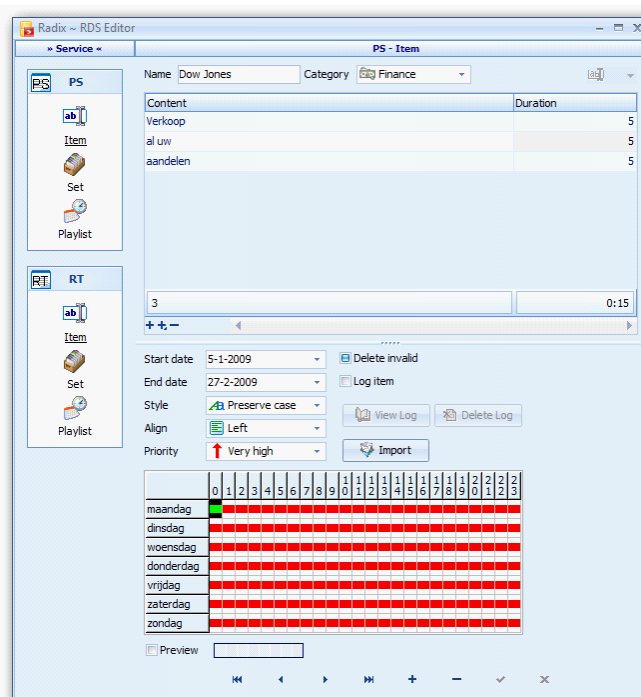 Radix ~ RDS Editor
» Service «
PS - Item
PS PS
Item
Set
Playlist
RT RT
Item
Set
Playlist
Name Dow Jones Category Finance
Content Duration
Verkoop 5
al uw 5
aandelen 5
3 0:15
Start date 5-1-2009 Delete invalid
End date 27-2-2009 Log item
Style Preserve case
View Log Delete Log
Align Left
Priority Very high Import
0 1 2 3 4 5 6 7 8 9 10 11 12 13 14 15 16 17 18 19 20 21 22 23
maandag
dinsdag
woensdag
donderdag
vrijdag
zaterdag
zondag
Preview